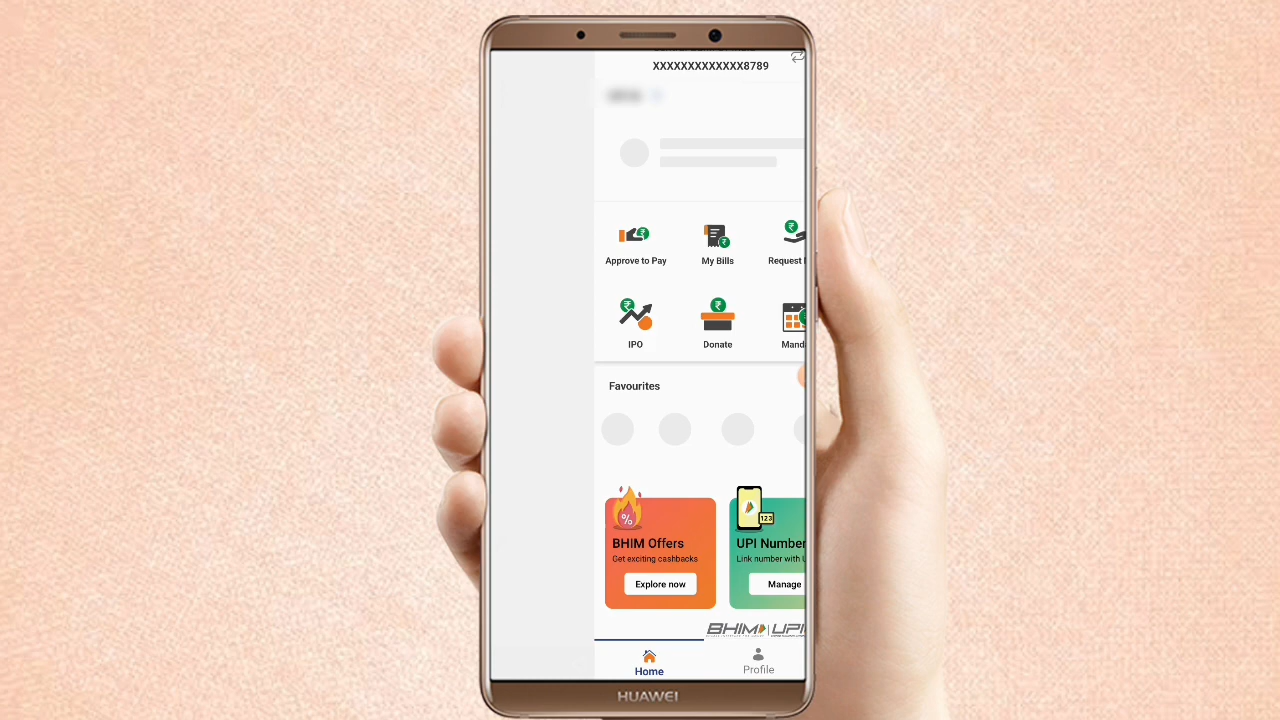 XXXXXXXXXXXXX8789
Approve to Pay
My Bills
Request
IPO
Donate
Mand
Favourites
%
123
BHIM Offers
UPI Number
Get exciting cashbacks
Link number with
Explore now
Manage
BHIM UPI
Home
Profile
HUAWEI